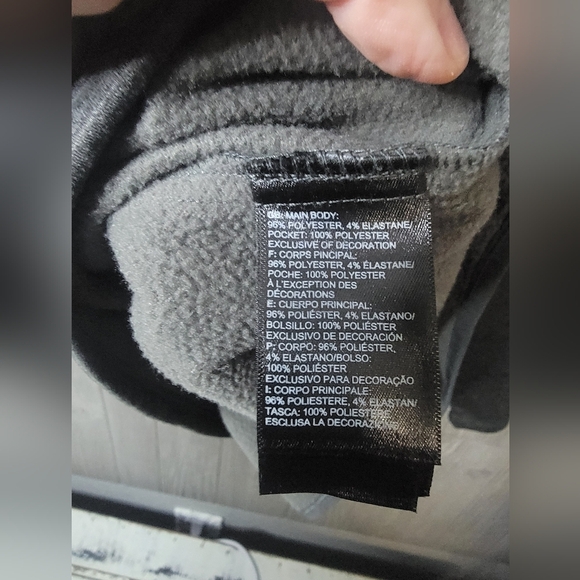 GB: MAIN BODY:
96% POLYESTER, 4% ELASTANE/
POCKET: 100% POLYESTER
EXCLUSIVE OF DECORATION
F: CORPS PINCIPAL:
96% POLYESTER, 4% ÉLASTANE/
POCHE: 100% POLYESTER
À L'EXCEPTION DES
DÉCORATIONS
E: CUERPO PRINCIPAL:
96% POLIÉSTER, 4% ELASTANO/
BOLSILLO: 100% POLIÉSTER
EXCLUSIVO DE DECORACIÓN
P: CORPO: 96% POLIÉSTER,
4% ELASTANO/BOLSO:
100% POLIÉSTER
EXCLUSIVO PARA DECORAÇÃO
I: CORPO PRINCIPALE:
96% POLIESTERE, 4% ELASTAN/
TASCA: 100% POLIESTERE
ESCLUSA LA DECORAZIONE